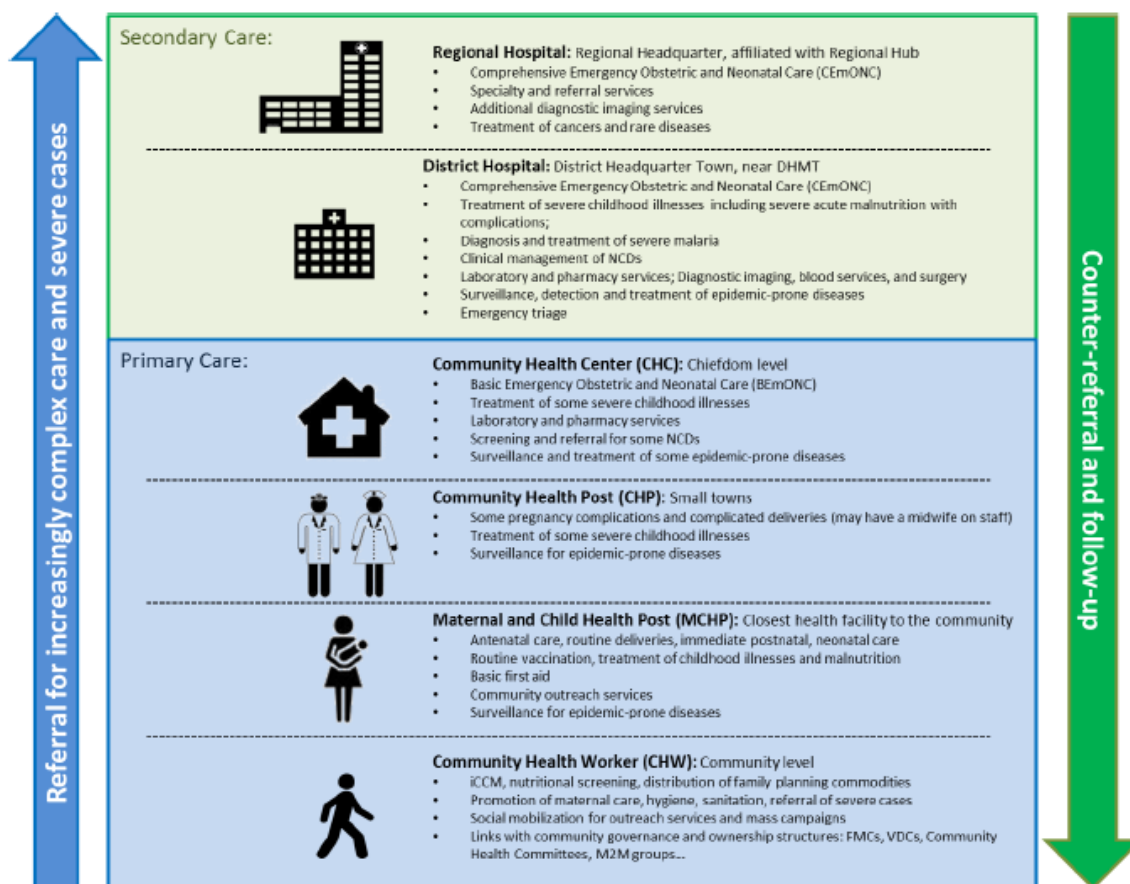 Referral for increasingly complex care and severe cases
Secondary Care:
Regional Hospital: Regional Headquarter, affiliated with Regional Hub
• Comprehensive Emergency Obstetric and Neonatal Care (CEmONC)
• Specialty and referral services
• Additional diagnostic imaging services
• Treatment of cancers and rare diseases
District Hospital: District Headquarter Town, near DHMT
• Comprehensive Emergency Obstetric and Neonatal Care (CEmONC)
• Treatment of severe childhood illnesses including severe acute malnutrition with
complications;
• Diagnosis and treatment of severe malaria
• Clinical management of NCDs
• Laboratory and pharmacy services; Diagnostic imaging, blood services, and surgery
• Surveillance, detection and treatment of epidemic-prone diseases
• Emergency triage
Primary Care:
Community Health Center (CHC): Chiefdom level
• Basic Emergency Obstetric and Neonatal Care (BEmONC)
• Treatment of some severe childhood illnesses
• Laboratory and pharmacy services
• Screening and referral for some NCDs
• Surveillance and treatment of some epidemic-prone diseases
Community Health Post (CHP): Small towns
• Some pregnancy complications and complicated deliveries (may have a midwife on staff)
• Treatment of some severe childhood illnesses
• Surveillance for epidemic-prone diseases
Maternal and Child Health Post (MCHP): Closest health facility to the community
• Antenatal care, routine deliveries, immediate postnatal, neonatal care
• Routine vaccination, treatment of childhood illnesses and malnutrition
• Basic first aid
• Community outreach services
• Surveillance for epidemic-prone diseases
Community Health Worker (CHW): Community level
• iCCM, nutritional screening, distribution of family planning commodities
• Promotion of maternal care, hygiene, sanitation, referral of severe cases
• Social mobilization for outreach services and mass campaigns
• Links with community governance and ownership structures: FMCs, VDCs, Community
Health Committees, M2M groups...
Counter-referral and follow-up